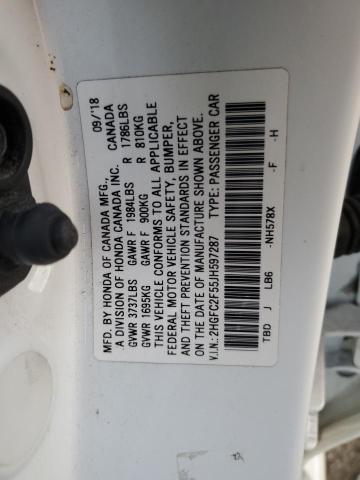 MFD. BY HONDA OF CANADA MFG., 09/'18
A DIVISION OF HONDA CANADA INC. CANADA
GVWR 3737LBS GAWR F 1984LBS R 1786LBS
GVWR 1695KG GAWR F 900KG R 810KG
THIS VEHICLE CONFORMS TO ALL APPLICABLE
FEDERAL MOTOR VEHICLE SAFETY, BUMPER,
AND THEFT PREVENTION STANDARDS IN EFFECT
ON THE DATE OF MANUFACTURE SHOWN ABOVE.
V.I.N.:2HGFC2F55JH597287 TYPE: PASSENGER CAR
TBD J LB6 -NH578X -F -H